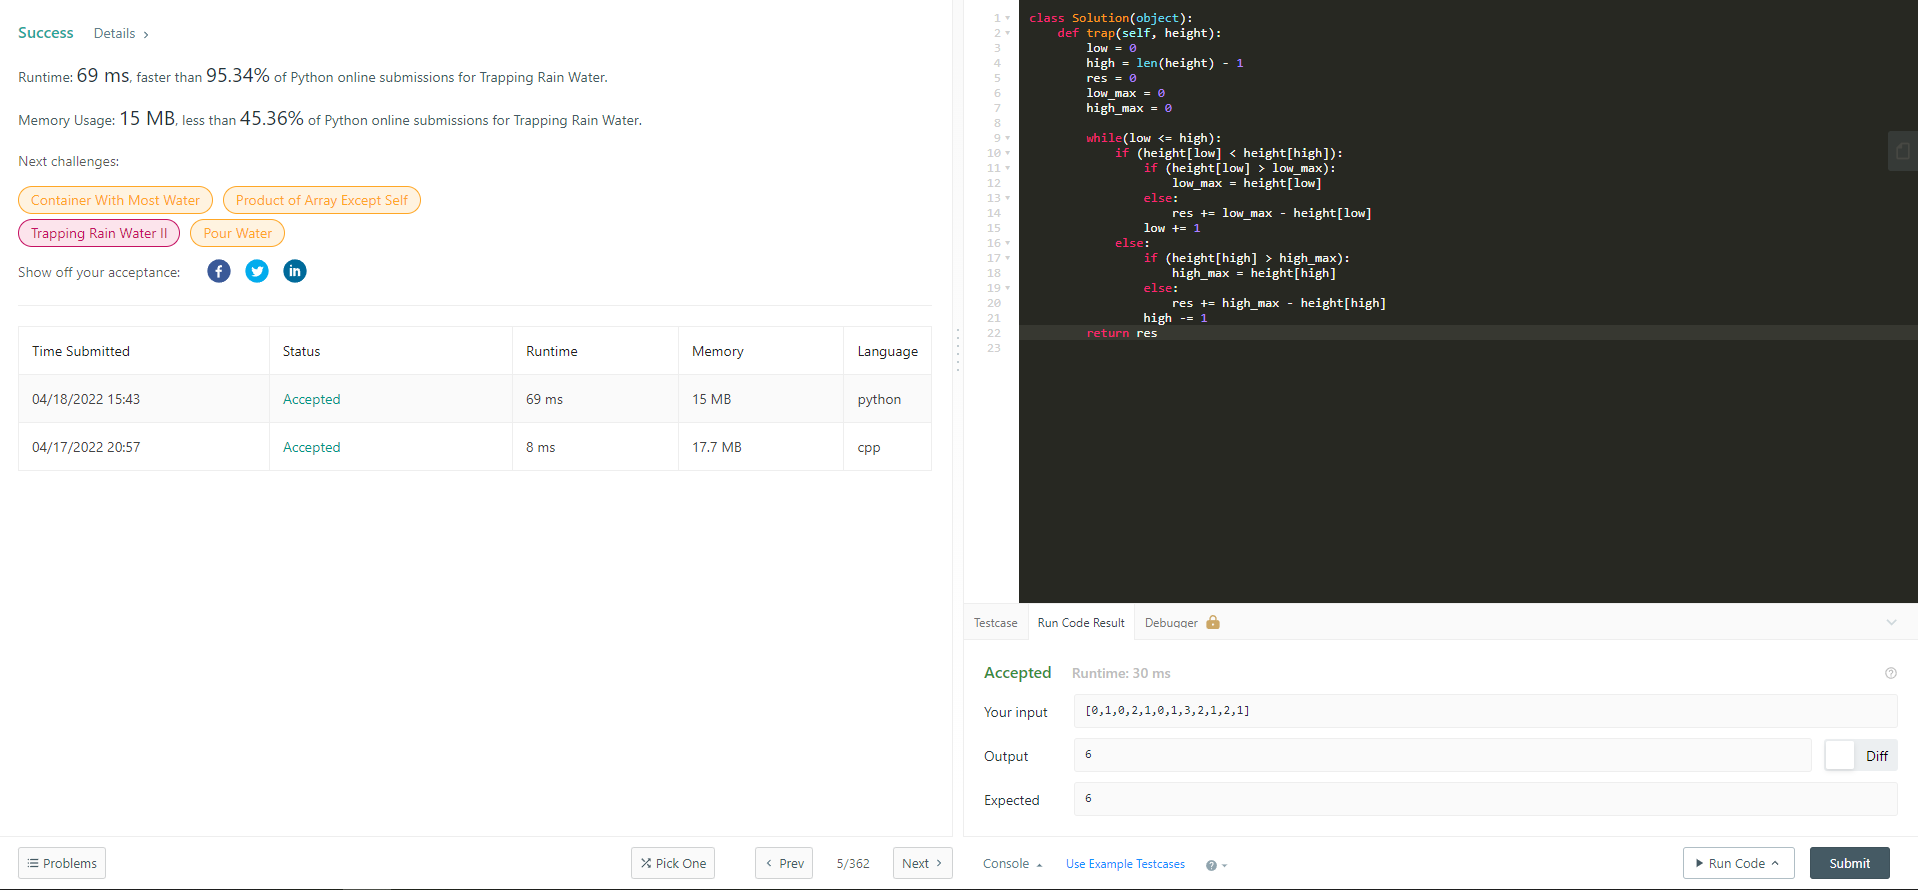 Success Details >
Runtime: 69 ms, faster than 95.34% of Python online submissions for Trapping Rain Water.
Memory Usage: 15 MB, less than 45.36% of Python online submissions for Trapping Rain Water.
Next challenges:
Container With Most Water Product of Array Except Self
Trapping Rain Water II Pour Water
Show off your acceptance:
Time Submitted Status Runtime Memory Language
04/18/2022 15:43 Accepted 69 ms 15 MB python
04/17/2022 20:57 Accepted 8 ms 17.7 MB cpp
Problems Pick One < Prev 5/362 Next >
1 class Solution(object):
2     def trap(self, height):
3         low = 0
4         high = len(height) - 1
5         res = 0
6         low_max = 0
7         high_max = 0
8
9         while(low <= high):
10             if (height[low] < height[high]):
11                 if (height[low] > low_max):
12                     low_max = height[low]
13                 else:
14                     res += low_max - height[low]
15                 low += 1
16             else:
17                 if (height[high] > high_max):
18                     high_max = height[high]
19                 else:
20                     res += high_max - height[high]
21                 high -= 1
22         return res
23
Testcase Run Code Result Debugger
Accepted Runtime: 30 ms
Your input [0,1,0,2,1,0,1,3,2,1,2,1]
Output 6 Diff
Expected 6
Console Use Example Testcases Run Code Submit